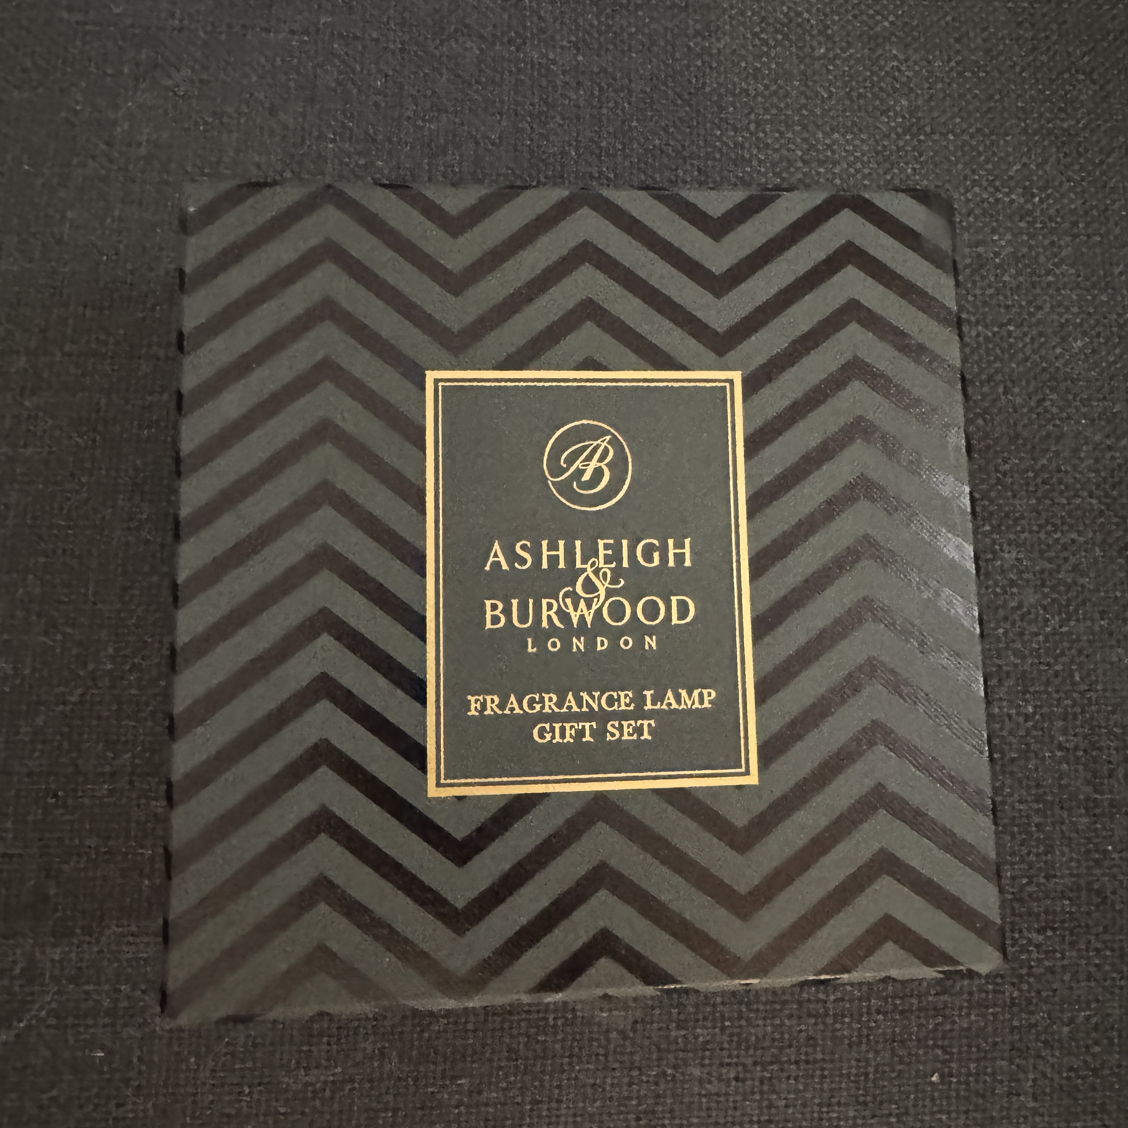 AB
ASHLEIGH
&
BURWOOD
LONDON
FRAGRANCE LAMP
GIFT SET